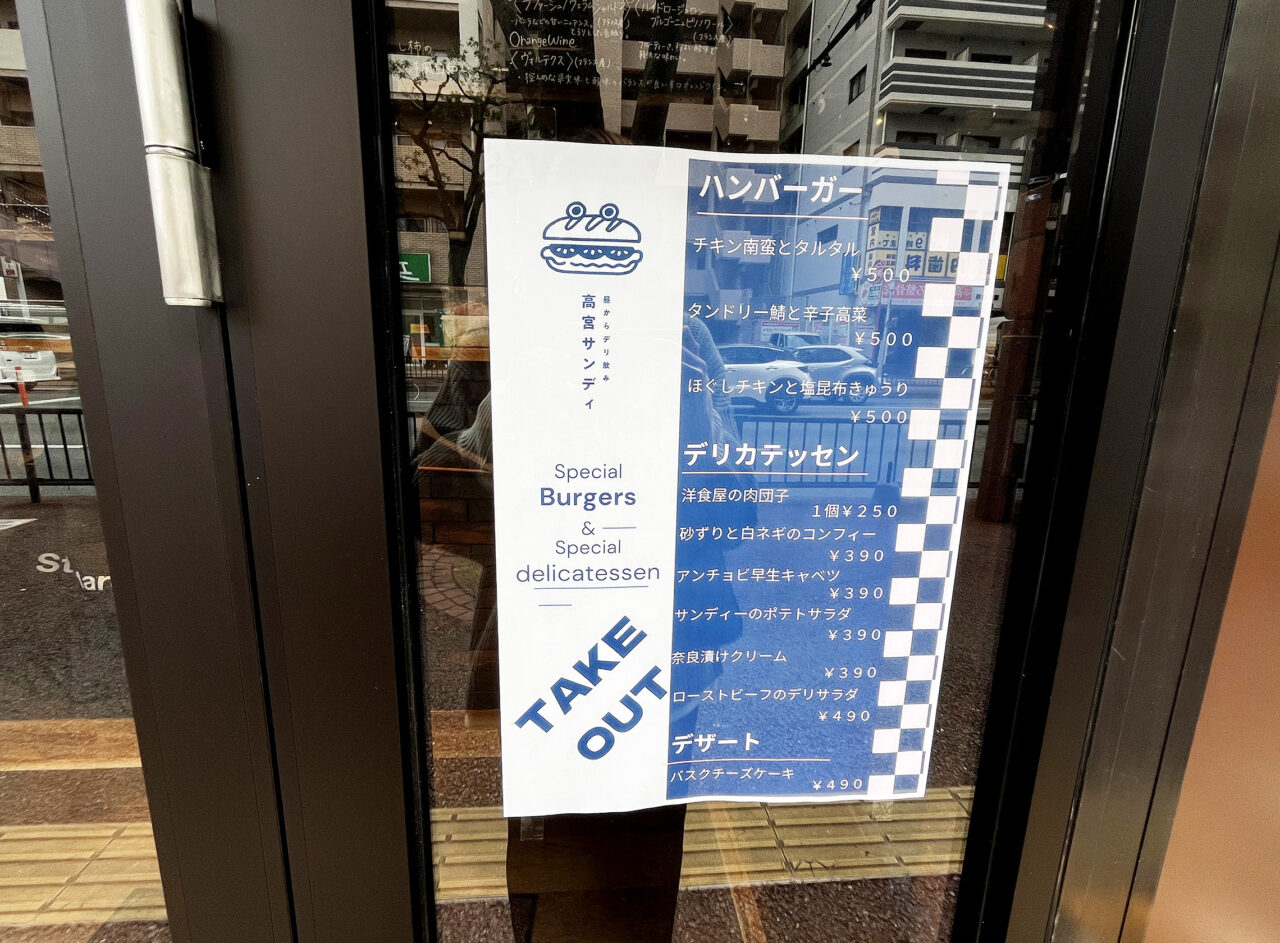 OrangeWine
高宮サンデイ
昼からデリ飲み
Special
Burgers
&
Special
delicatessen
TAKE
OUT
ハンバーガー
チキン南蛮とタルタル
￥500
タンドリー鯖と辛子高菜
￥500
ほぐしチキンと塩昆布きゅうり
￥500
デリカテッセン
洋食屋の肉団子
1個￥250
砂ずりと白ネギのコンフィー
￥390
アンチョビ早生キャベツ
￥390
サンディーのポテトサラダ
￥390
奈良漬けクリーム
￥390
ローストビーフのデリサラダ
￥490
デザート
バスクチーズケーキ
￥490